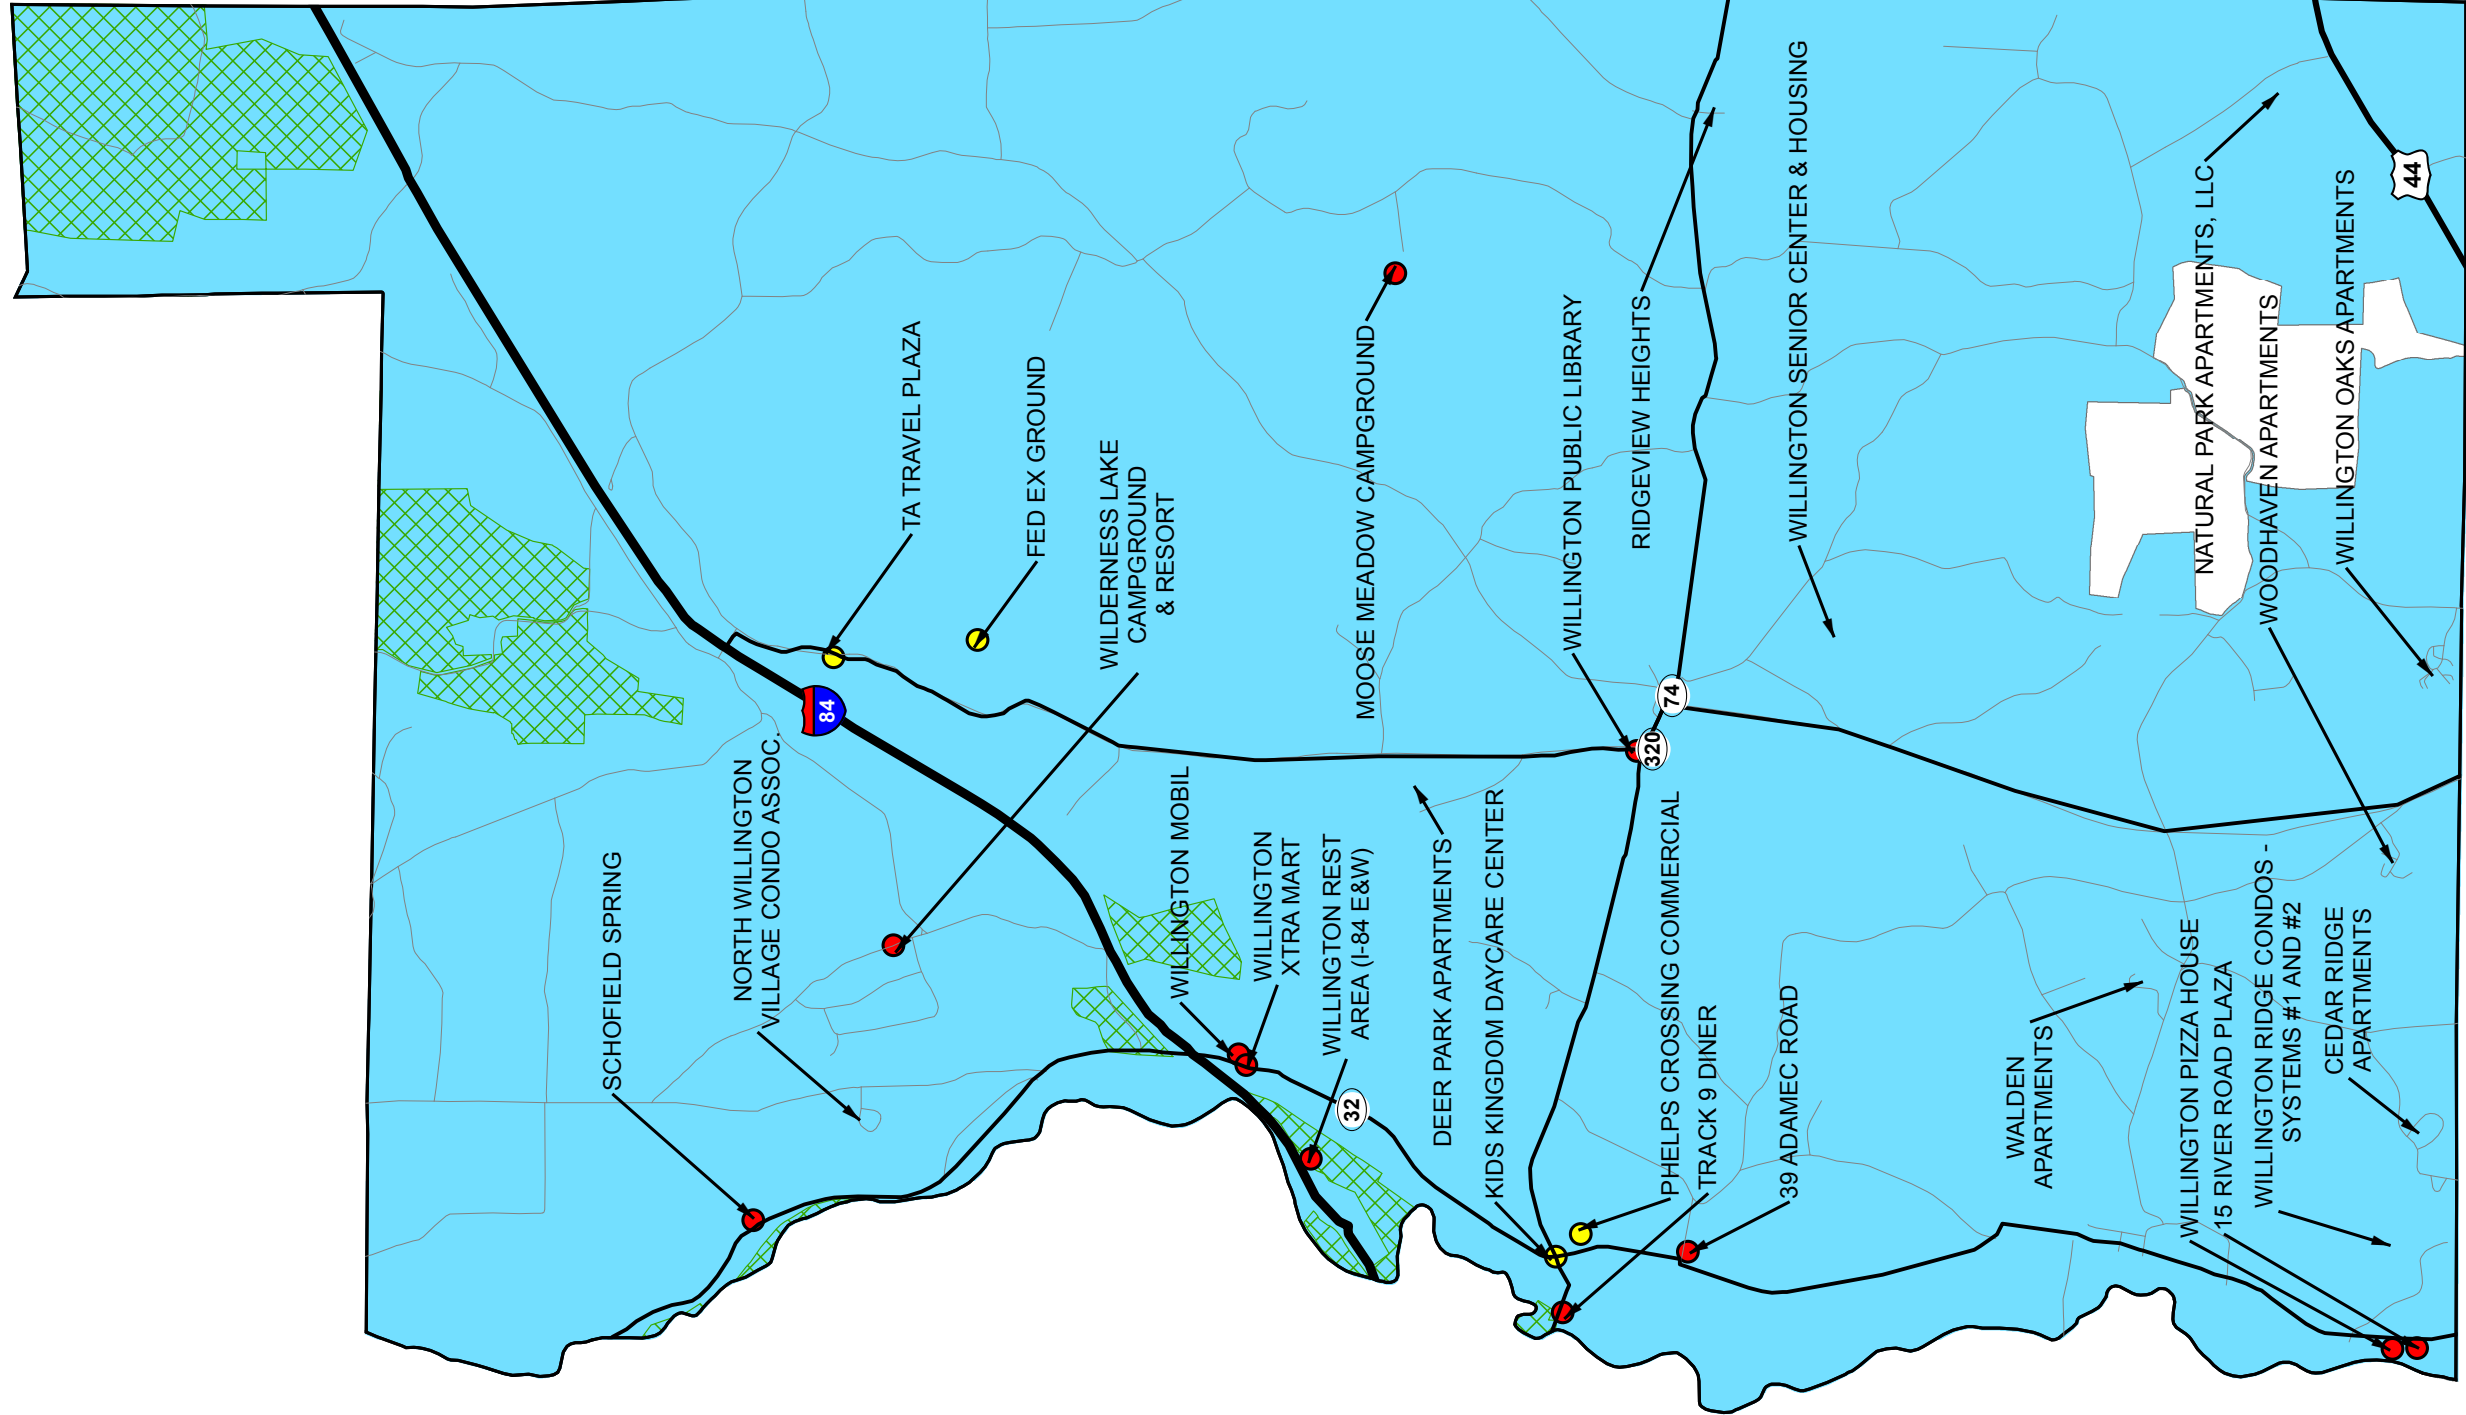 SCHOFIELD SPRING
NORTH WILLINGTON
VILLAGE CONDO ASSOC.
84
TA TRAVEL PLAZA
FED EX GROUND
WILDERNESS LAKE
CAMPGROUND
& RESORT
WILLINGTON MOBIL
WILLINGTON
XTRA MART
WILLINGTON REST
AREA (I-84 E&W)
32
MOOSE MEADOW CAMPGROUND
DEER PARK APARTMENTS
KIDS KINGDOM DAYCARE CENTER
WILLINGTON PUBLIC LIBRARY
RIDGEVIEW HEIGHTS
320
74
PHELPS CROSSING COMMERCIAL
TRACK 9 DINER
39 ADAMEC ROAD
WILLINGTON SENIOR CENTER & HOUSING
WALDEN
APARTMENTS
WILLINGTON PIZZA HOUSE
15 RIVER ROAD PLAZA
WILLINGTON RIDGE CONDOS -
SYSTEMS #1 AND #2
CEDAR RIDGE
APARTMENTS
NATURAL PARK APARTMENTS, LLC
WOODHAVEN APARTMENTS
WILLINGTON OAKS APARTMENTS
44